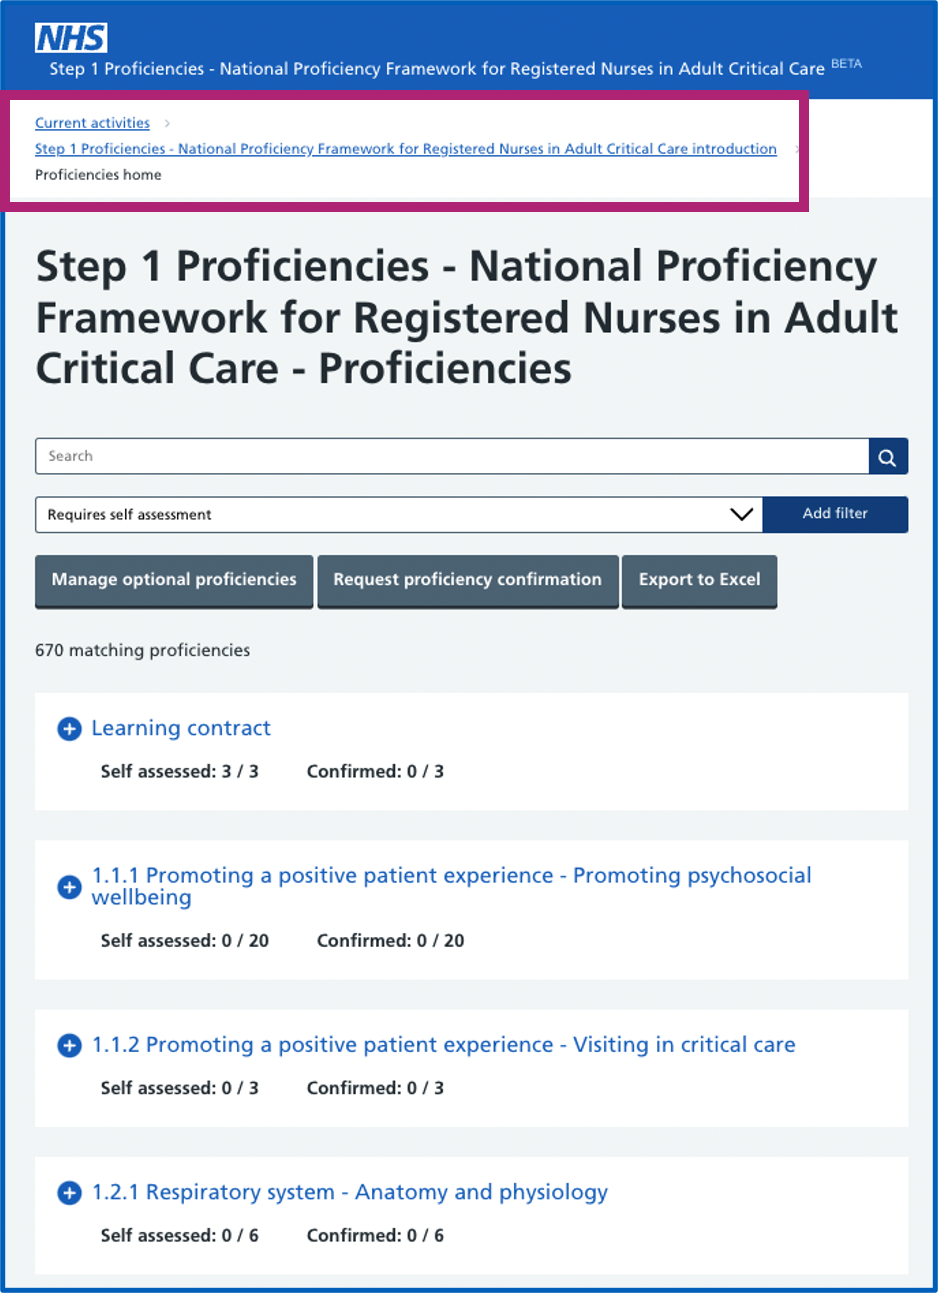 NHS
Step 1 Proficiencies - National Proficiency Framework for Registered Nurses in Adult Critical Care BETA
Current activities
Step 1 Proficiencies - National Proficiency Framework for Registered Nurses in Adult Critical Care introduction
Proficiencies home
Step 1 Proficiencies - National Proficiency
Framework for Registered Nurses in Adult
Critical Care - Proficiencies
Search
Requires self assessment
Add filter
Manage optional proficiencies
Request proficiency confirmation
Export to Excel
670 matching proficiencies
Learning contract
Self assessed: 3 / 3 Confirmed: 0 / 3
1.1.1 Promoting a positive patient experience - Promoting psychosocial
wellbeing
Self assessed: 0 / 20 Confirmed: 0 / 20
1.1.2 Promoting a positive patient experience - Visiting in critical care
Self assessed: 0 / 3 Confirmed: 0 / 3
1.2.1 Respiratory system - Anatomy and physiology
Self assessed: 0 / 6 Confirmed: 0 / 6